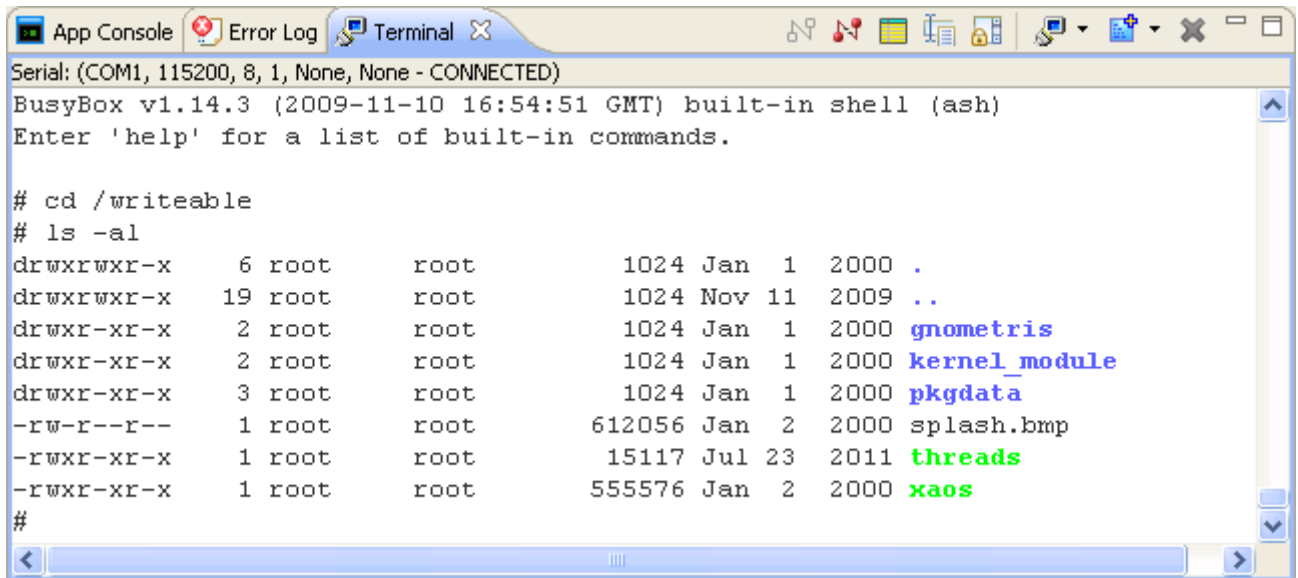 App Console Error Log Terminal
Serial: (COM1, 115200, 8, 1, None, None - CONNECTED)
BusyBox v1.14.3 (2009-11-10 16:54:51 GMT) built-in shell (ash)
Enter 'help' for a list of built-in commands.
# cd /writeable
# ls -al
drwxrwxr-x    6 root     root         1024 Jan  1  2000 .
drwxrwxr-x   19 root     root         1024 Nov 11  2009 ..
drwxr-xr-x    2 root     root         1024 Jan  1  2000 gnometris
drwxr-xr-x    2 root     root         1024 Jan  1  2000 kernel_module
drwxr-xr-x    3 root     root         1024 Jan  1  2000 pkgdata
-rw-r--r--    1 root     root       612056 Jan  2  2000 splash.bmp
-rwxr-xr-x    1 root     root        15117 Jul 23  2011 threads
-rwxr-xr-x    1 root     root       555576 Jan  2  2000 xaos
#